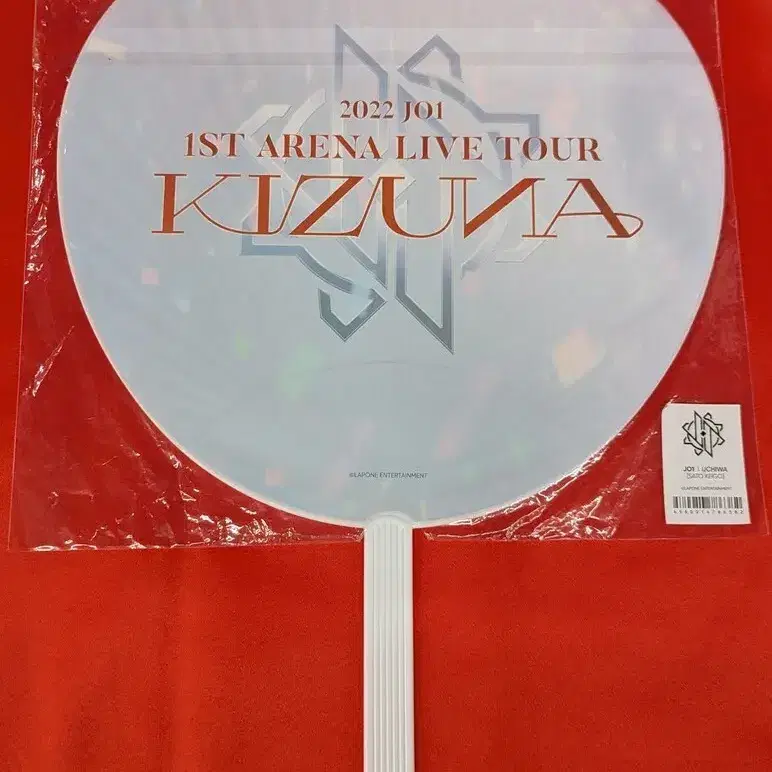 2022 JO1
1ST ARENA LIVE TOUR
KIZUNA
©LAPONE ENTERTAINMENT
JO1 | UCHIWA
[SATO KEIGO]
©LAPONE ENTERTAINMENT